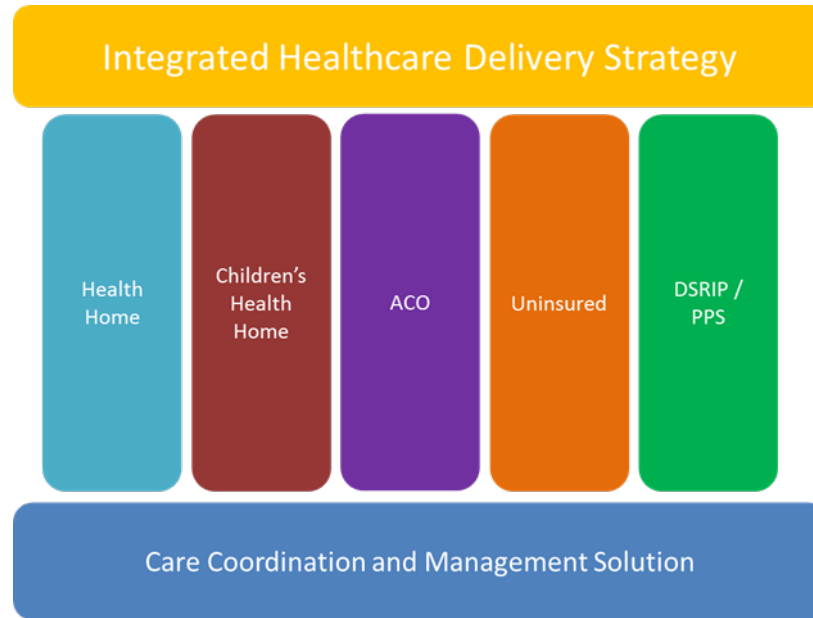 Integrated Healthcare Delivery Strategy
Health
Home
Children’s
Health
Home
ACO
Uninsured
DSRIP /
PPS
Care Coordination and Management Solution